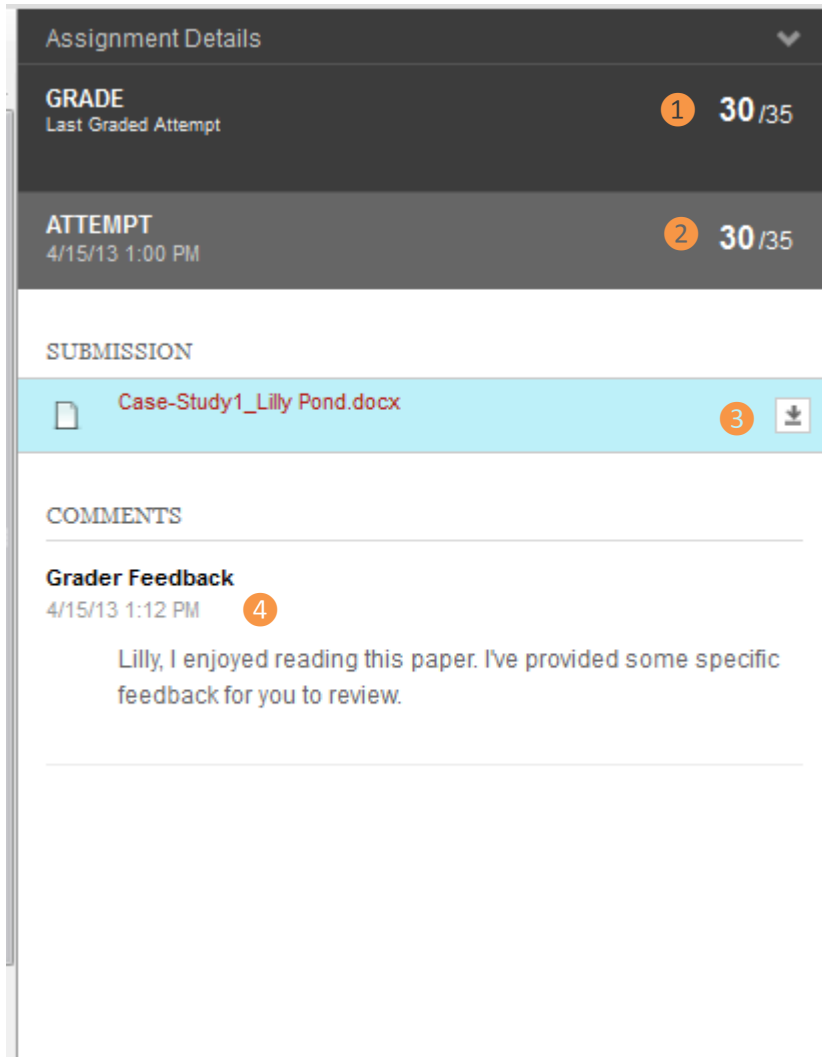 Assignment Details
GRADE
Last Graded Attempt
1 30/35
ATTEMPT
4/15/13 1:00 PM
2 30/35
SUBMISSION
Case-Study1_Lilly Pond.docx
3
COMMENTS
Grader Feedback
4/15/13 1:12 PM 4
Lilly, I enjoyed reading this paper. I've provided some specific
feedback for you to review.